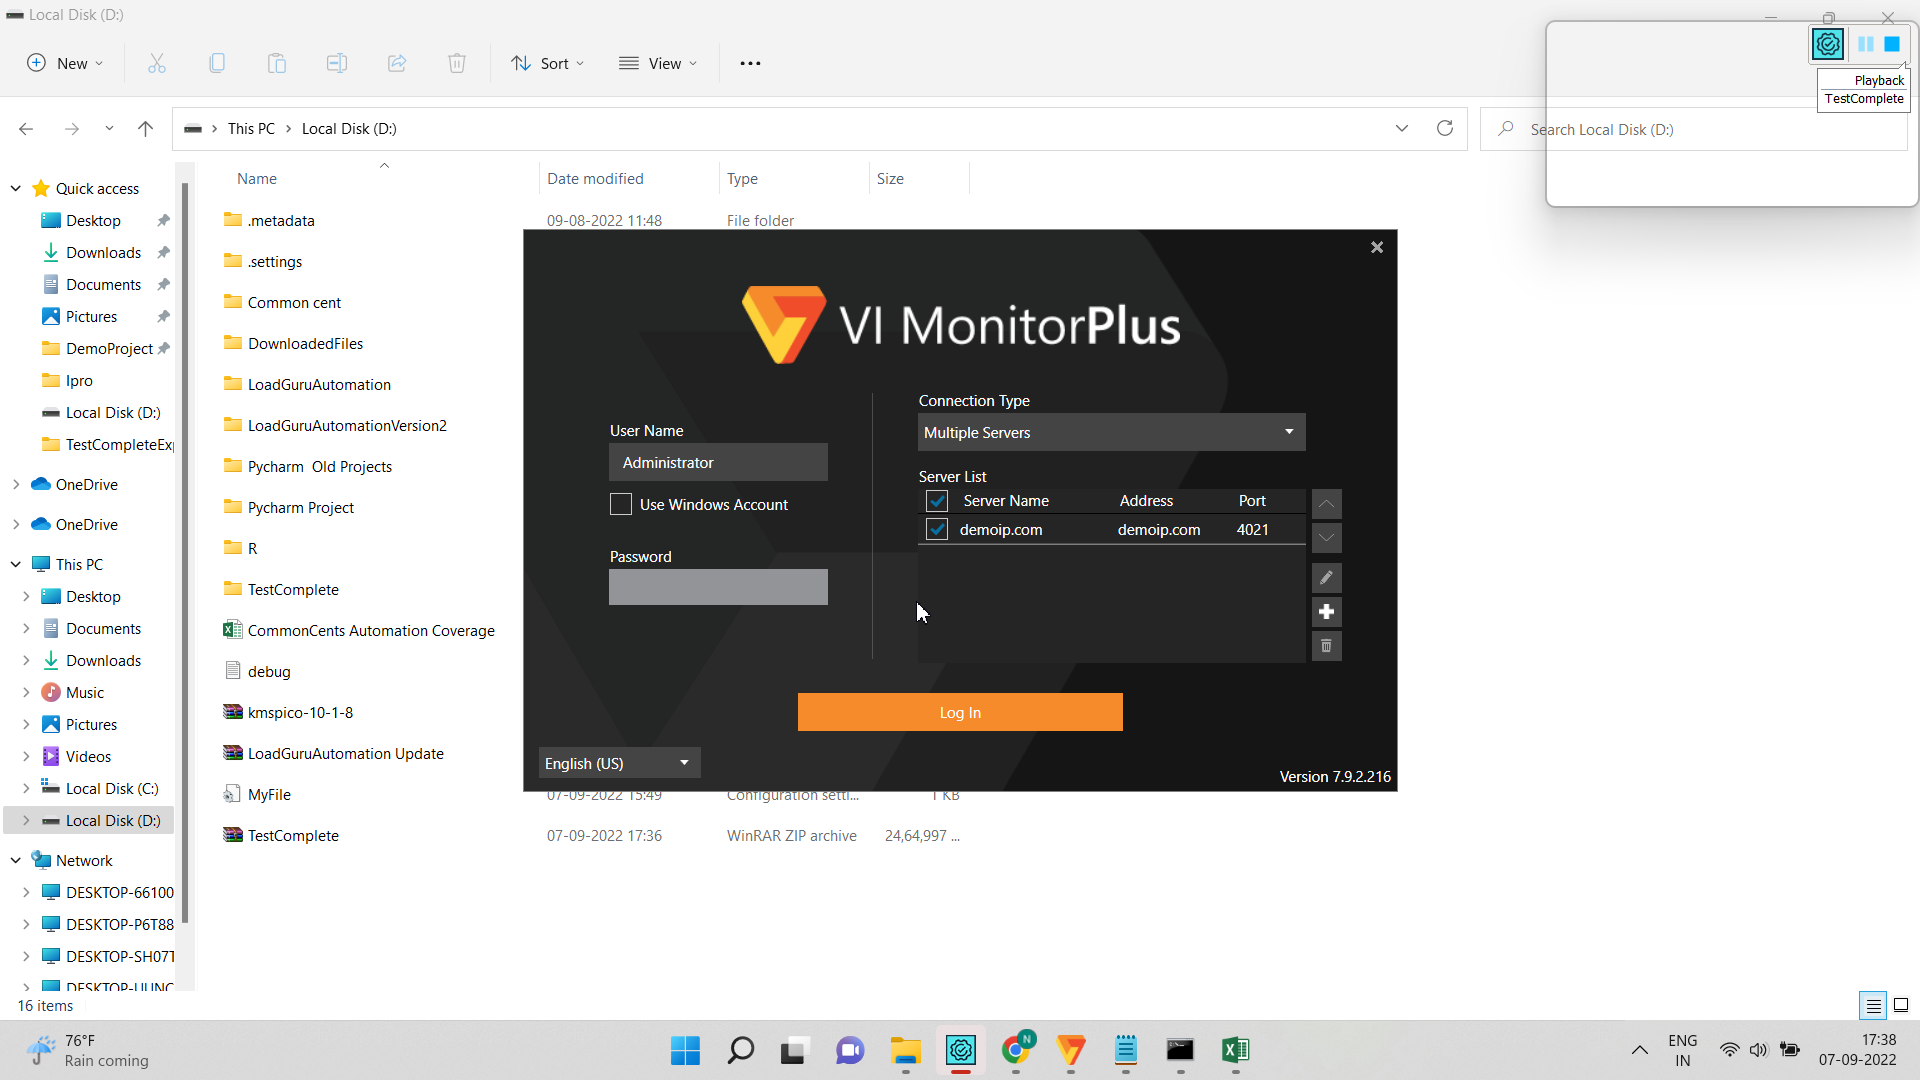 Local Disk (D:)
New
Sort
View
Playback
TestComplete
This PC
Local Disk (D:)
Search Local Disk (D:)
Name
Date modified
Type
Size
Quick access
Desktop
Downloads
Documents
Pictures
DemoProject
Ipro
Local Disk (D:)
TestCompleteExp
OneDrive
OneDrive
This PC
Desktop
Documents
Downloads
Music
Pictures
Videos
Local Disk (C:)
Local Disk (D:)
Network
DESKTOP-66100
DESKTOP-P6T88
DESKTOP-SH07T
16 items
.metadata 09-08-2022 11:48 File folder
.settings
Common cent
DownloadedFiles
LoadGuruAutomation
LoadGuruAutomationVersion2
Pycharm Old Projects
Pycharm Project
R
TestComplete
CommonCents Automation Coverage
debug
kmspico-10-1-8
LoadGuruAutomation Update
MyFile 07-09-2022 15:49 Configuration setti... 1 KB
TestComplete 07-09-2022 17:36 WinRAR ZIP archive 24,64,997 ...
VI MonitorPlus
User Name
Administrator
Use Windows Account
Password
Connection Type
Multiple Servers
Server List
Server Name Address Port
demoip.com demoip.com 4021
Log In
English (US)
Version 7.9.2.216
76°F
Rain coming
N
ENG
IN
17:38
07-09-2022